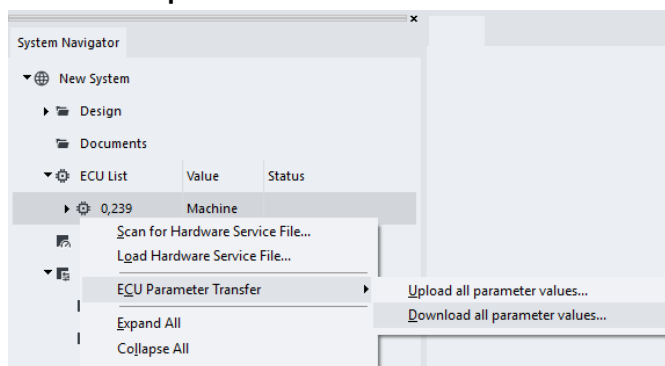 x
System Navigator
New System
Design
Documents
ECU List Value Status
0,239 Machine
Scan for Hardware Service File...
Load Hardware Service File...
ECU Parameter Transfer
Upload all parameter values...
Download all parameter values...
Expand All
Collapse All